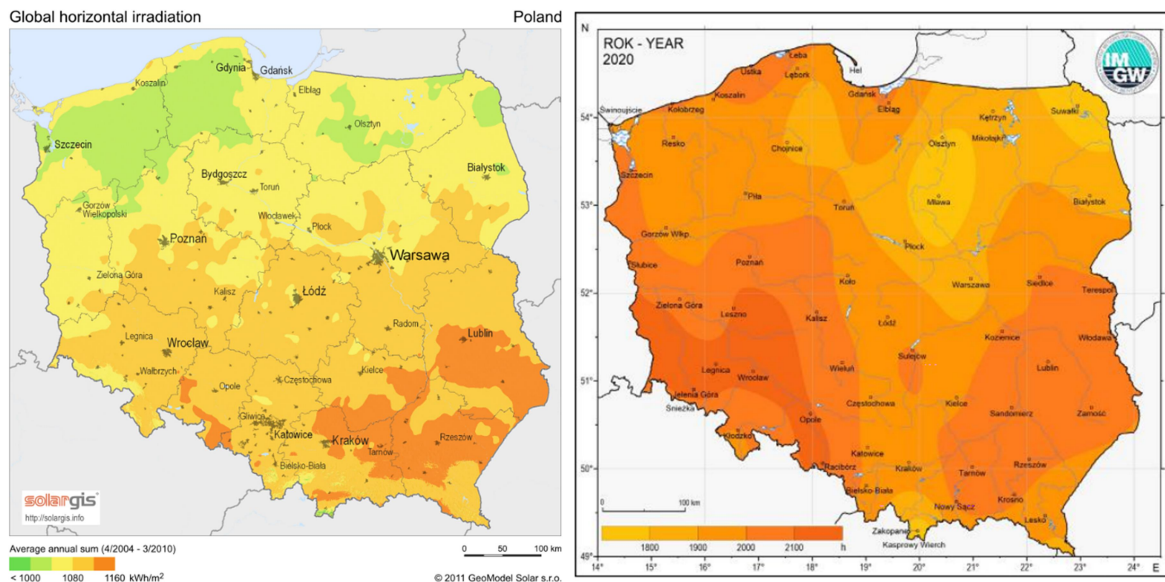 Global horizontal irradiation
Poland
Gdynia
Gdańsk
Koszalin
Elbląg
Olsztyn
Szczecin
Białystok
Bydgoszcz
Toruń
Gorzów
Wielkopolski
Włocławek
Płock
Poznań
Warsawa
Zielona Góra
Łódź
Kalisz
Radom
Lublin
Legnica
Wrocław
Kielce
Wałbrzych
Opole
Częstochowa
Gliwice
Katowice
Kraków
Rzeszów
Tarnów
Bielsko-Biała
solargis
http://solargis.info
Average annual sum (4/2004 - 3/2010)
< 1000 1080 1160 kWh/m²
0 50 100 km
© 2011 GeoModel Solar s.r.o.
N
ROK - YEAR
2020
IMGW
Łeba
Hel
Ustka
Lębork
Koszalin
Gdańsk
Elbląg
Suwałki
Kołobrzeg
Świnoujście
54°
Kętrzyn
Resko
Chojnice
Olsztyn
Mikołajki
Szczecin
53°
Piła
Toruń
Mława
Białystok
Gorzów Wlkp.
Płock
Słubice
Poznań
Koło
Warszawa
Siedlce
Terespol
52°
Zielona Góra
Leszno
Kalisz
Łódź
Kozienice
Włodawa
Sulejów
Legnica
Wrocław
Wieluń
Lublin
51°
Jelenia Góra
Śnieżka
Opole
Częstochowa
Kielce
Sandomierz
Zamość
Kłodzko
Katowice
Racibórz
Kraków
Tarnów
Rzeszów
50°
Bielsko-Biała
Nowy Sącz
Krosno
Lesko
0 100 km
Zakopane
Kasprowy Wierch
1800 1900 2000 2100 h
49°
14° 15° 16° 17° 18° 19° 20° 21° 22° 23° E